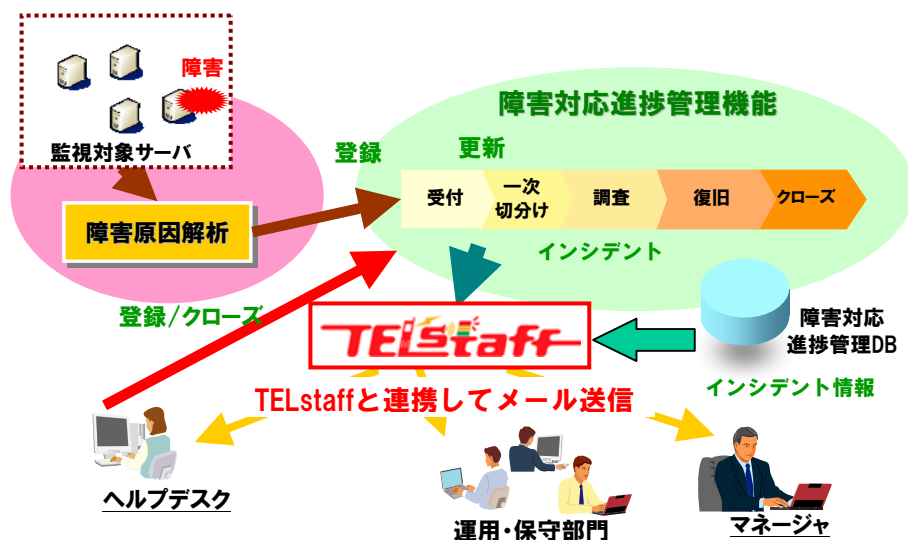 障害
監視対象サーバ
障害原因解析
障害対応進捗管理機能
登録
更新
受付
一次
切分け
調査
復旧
クローズ
インシデント
登録/クローズ
TELstaff
障害対応
進捗管理DB
インシデント情報
TELstaffと連携してメール送信
ヘルプデスク
運用・保守部門
マネージャ